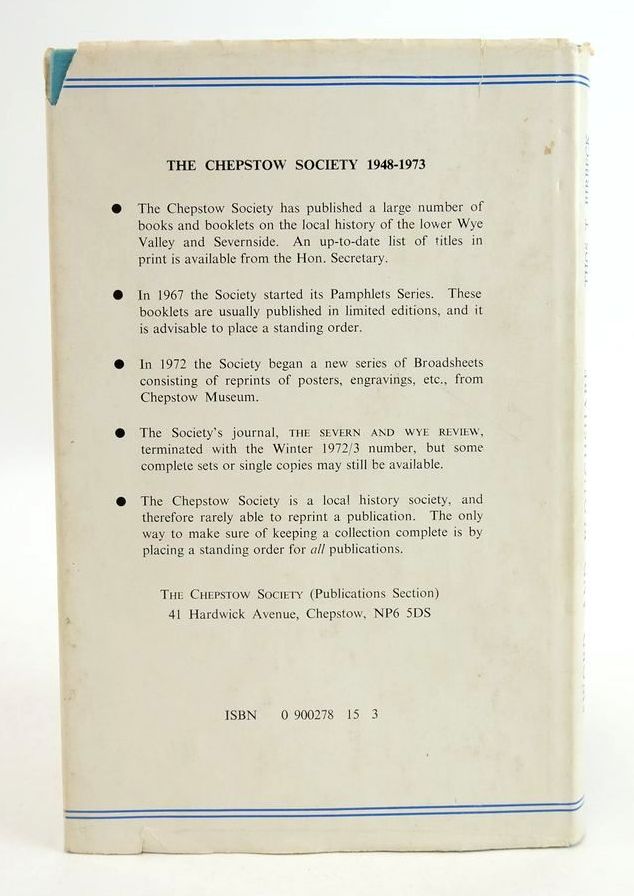 THE CHEPSTOW SOCIETY 1948-1973
● The Chepstow Society has published a large number of
books and booklets on the local history of the lower Wye
Valley and Severnside. An up-to-date list of titles in
print is available from the Hon. Secretary.
● In 1967 the Society started its Pamphlets Series. These
booklets are usually published in limited editions, and it
is advisable to place a standing order.
● In 1972 the Society began a new series of Broadsheets
consisting of reprints of posters, engravings, etc., from
Chepstow Museum.
● The Society's journal, THE SEVERN AND WYE REVIEW,
terminated with the Winter 1972/3 number, but some
complete sets or single copies may still be available.
● The Chepstow Society is a local history society, and
therefore rarely able to reprint a publication. The only
way to make sure of keeping a collection complete is by
placing a standing order for all publications.
THE CHEPSTOW SOCIETY (Publications Section)
41 Hardwick Avenue, Chepstow, NP6 5DS
ISBN 0 900278 15 3